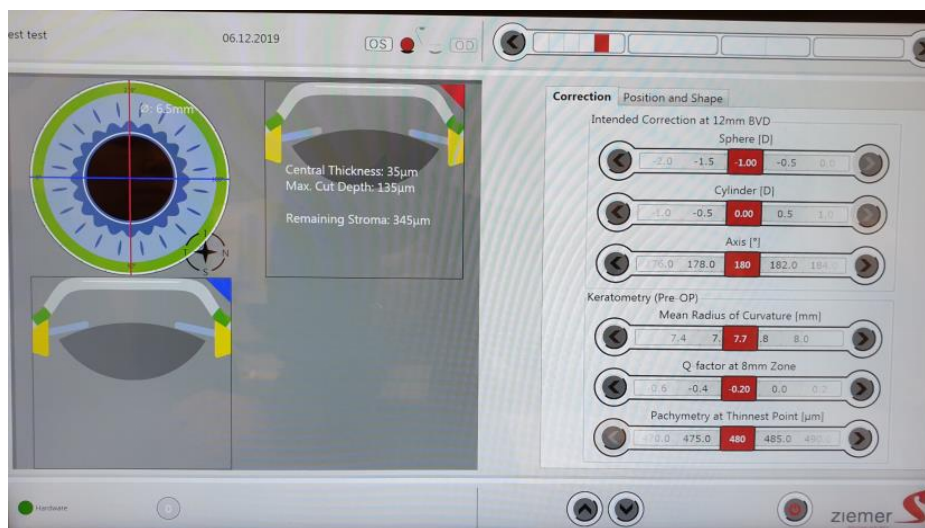 est test
06.12.2019
OS
OD
Ø: 6.5mm
T
N
S
Central Thickness: 35µm
Max. Cut Depth: 135µm
Remaining Stroma: 345µm
Correction
Position and Shape
Intended Correction at 12mm BVD
Sphere [D]
-2.0 -1.5 -1.00 -0.5 0.0
Cylinder [D]
-1.0 -0.5 0.00 0.5 1.0
Axis [°]
176.0 178.0 180 182.0 184.0
Keratometry (Pre-OP)
Mean Radius of Curvature [mm]
7.4 7. 7.7 .8 8.0
Q-factor at 8mm Zone
-0.6 -0.4 -0.20 0.0 0.2
Pachymetry at Thinnest Point [µm]
470.0 475.0 480 485.0 490.0
Hardware
ziemer